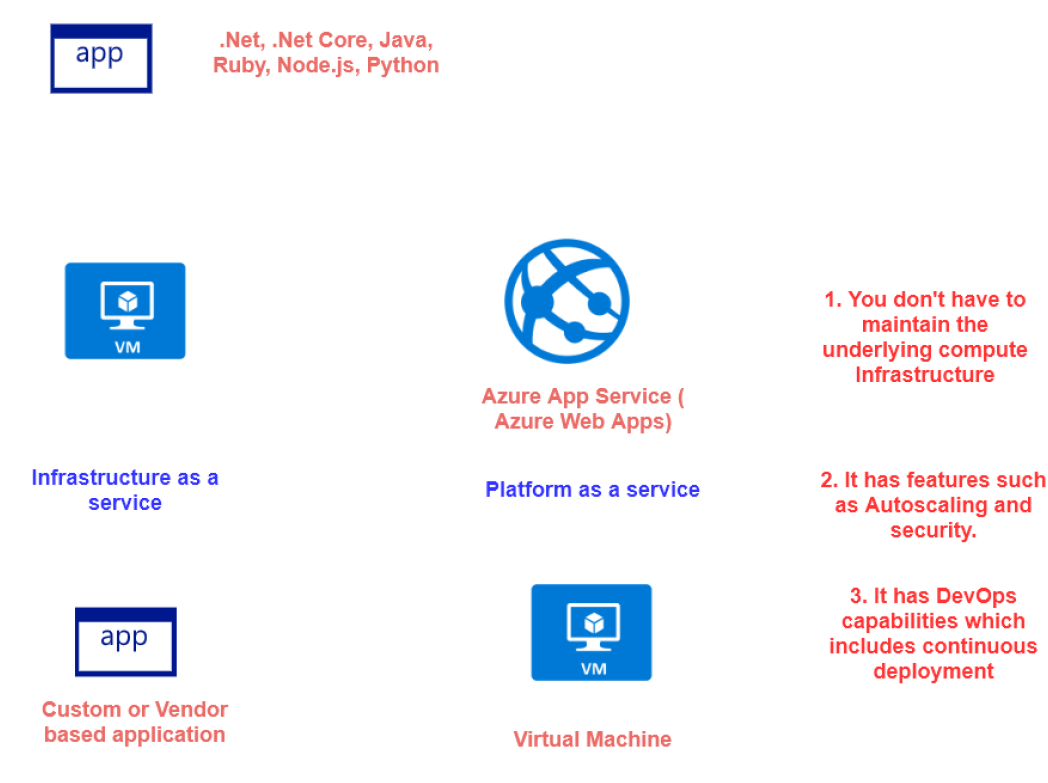 app
.Net, .Net Core, Java,
Ruby, Node.js, Python
VM
Azure App Service (
Azure Web Apps)
1. You don't have to
maintain the
underlying compute
Infrastructure
Infrastructure as a
service
Platform as a service
2. It has features such
as Autoscaling and
security.
app
Custom or Vendor
based application
VM
Virtual Machine
3. It has DevOps
capabilities which
includes continuous
deployment